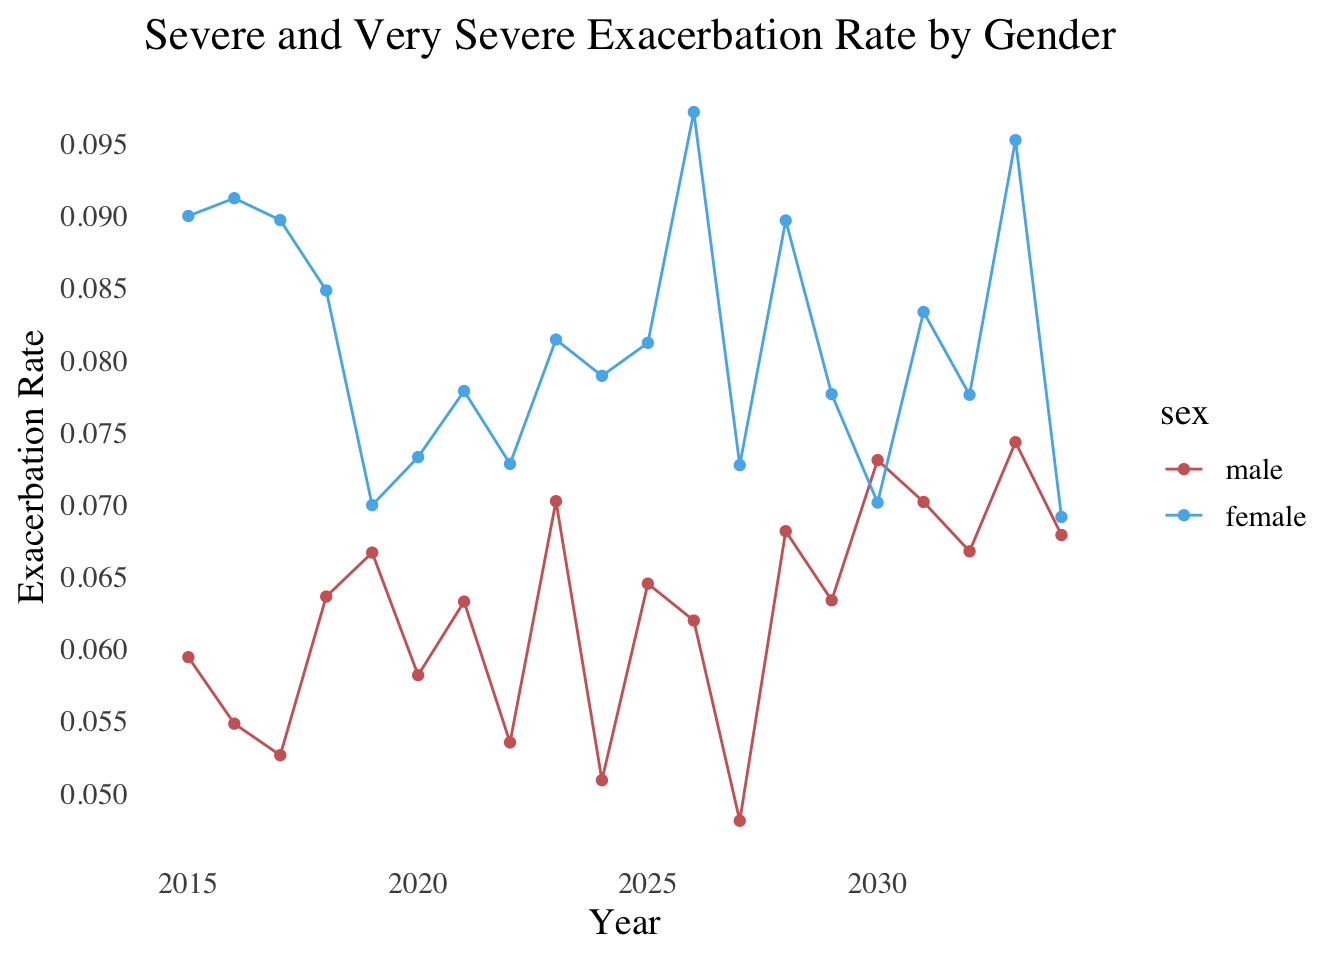 Severe and Very Severe Exacerbation Rate by Gender
0.095
0.090
0.085
0.080
0.075
0.070
0.065
0.060
0.055
0.050
Exacerbation Rate
2015 2020 2025 2030
Year
sex
male
female